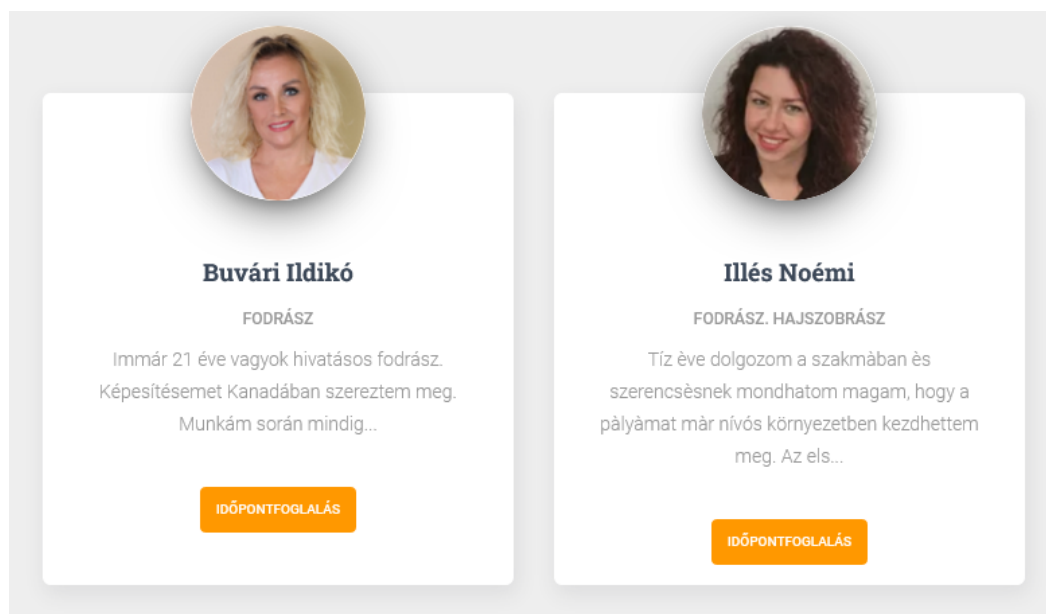 Buvári Ildikó
FODRÁSZ
Immár 21 éve vagyok hivatásos fodrász.
Képesítésemet Kanadában szereztem meg.
Munkám során mindig...
IDŐPONTFOGLALÁS
Illés Noémi
FODRÁSZ. HAJSZOBRÁSZ
Tíz ève dolgozom a szakmàban ès
szerencsèsnek mondhatom magam, hogy a
pàlyàmat màr nívós környezetben kezdhettem
meg. Az els...
IDŐPONTFOGLALÁS